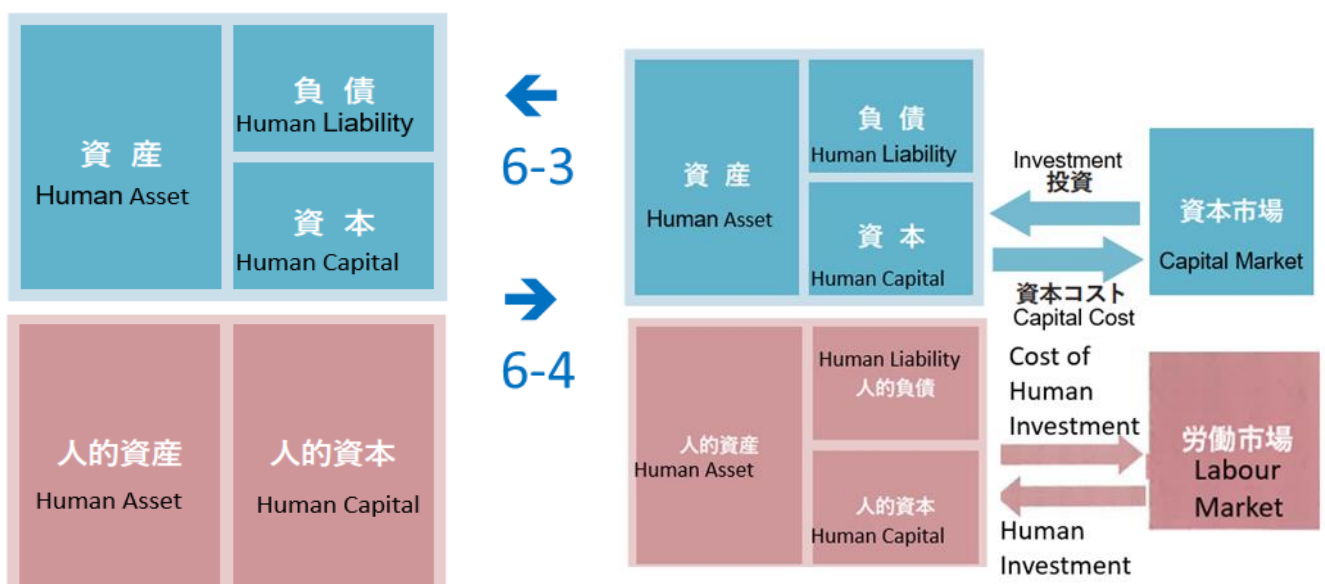 資 産
Human Asset
負 債
Human Liability
資 本
Human Capital
人的資産
Human Asset
人的資本
Human Capital
6-3
6-4
資 産
Human Asset
負 債
Human Liability
資 本
Human Capital
Investment
投資
資本コスト
Capital Cost
資本市場
Capital Market
人的資産
Human Asset
Human Liability
人的負債
人的資本
Human Capital
Cost of
Human
Investment
Human
Investment
労働市場
Labour
Market